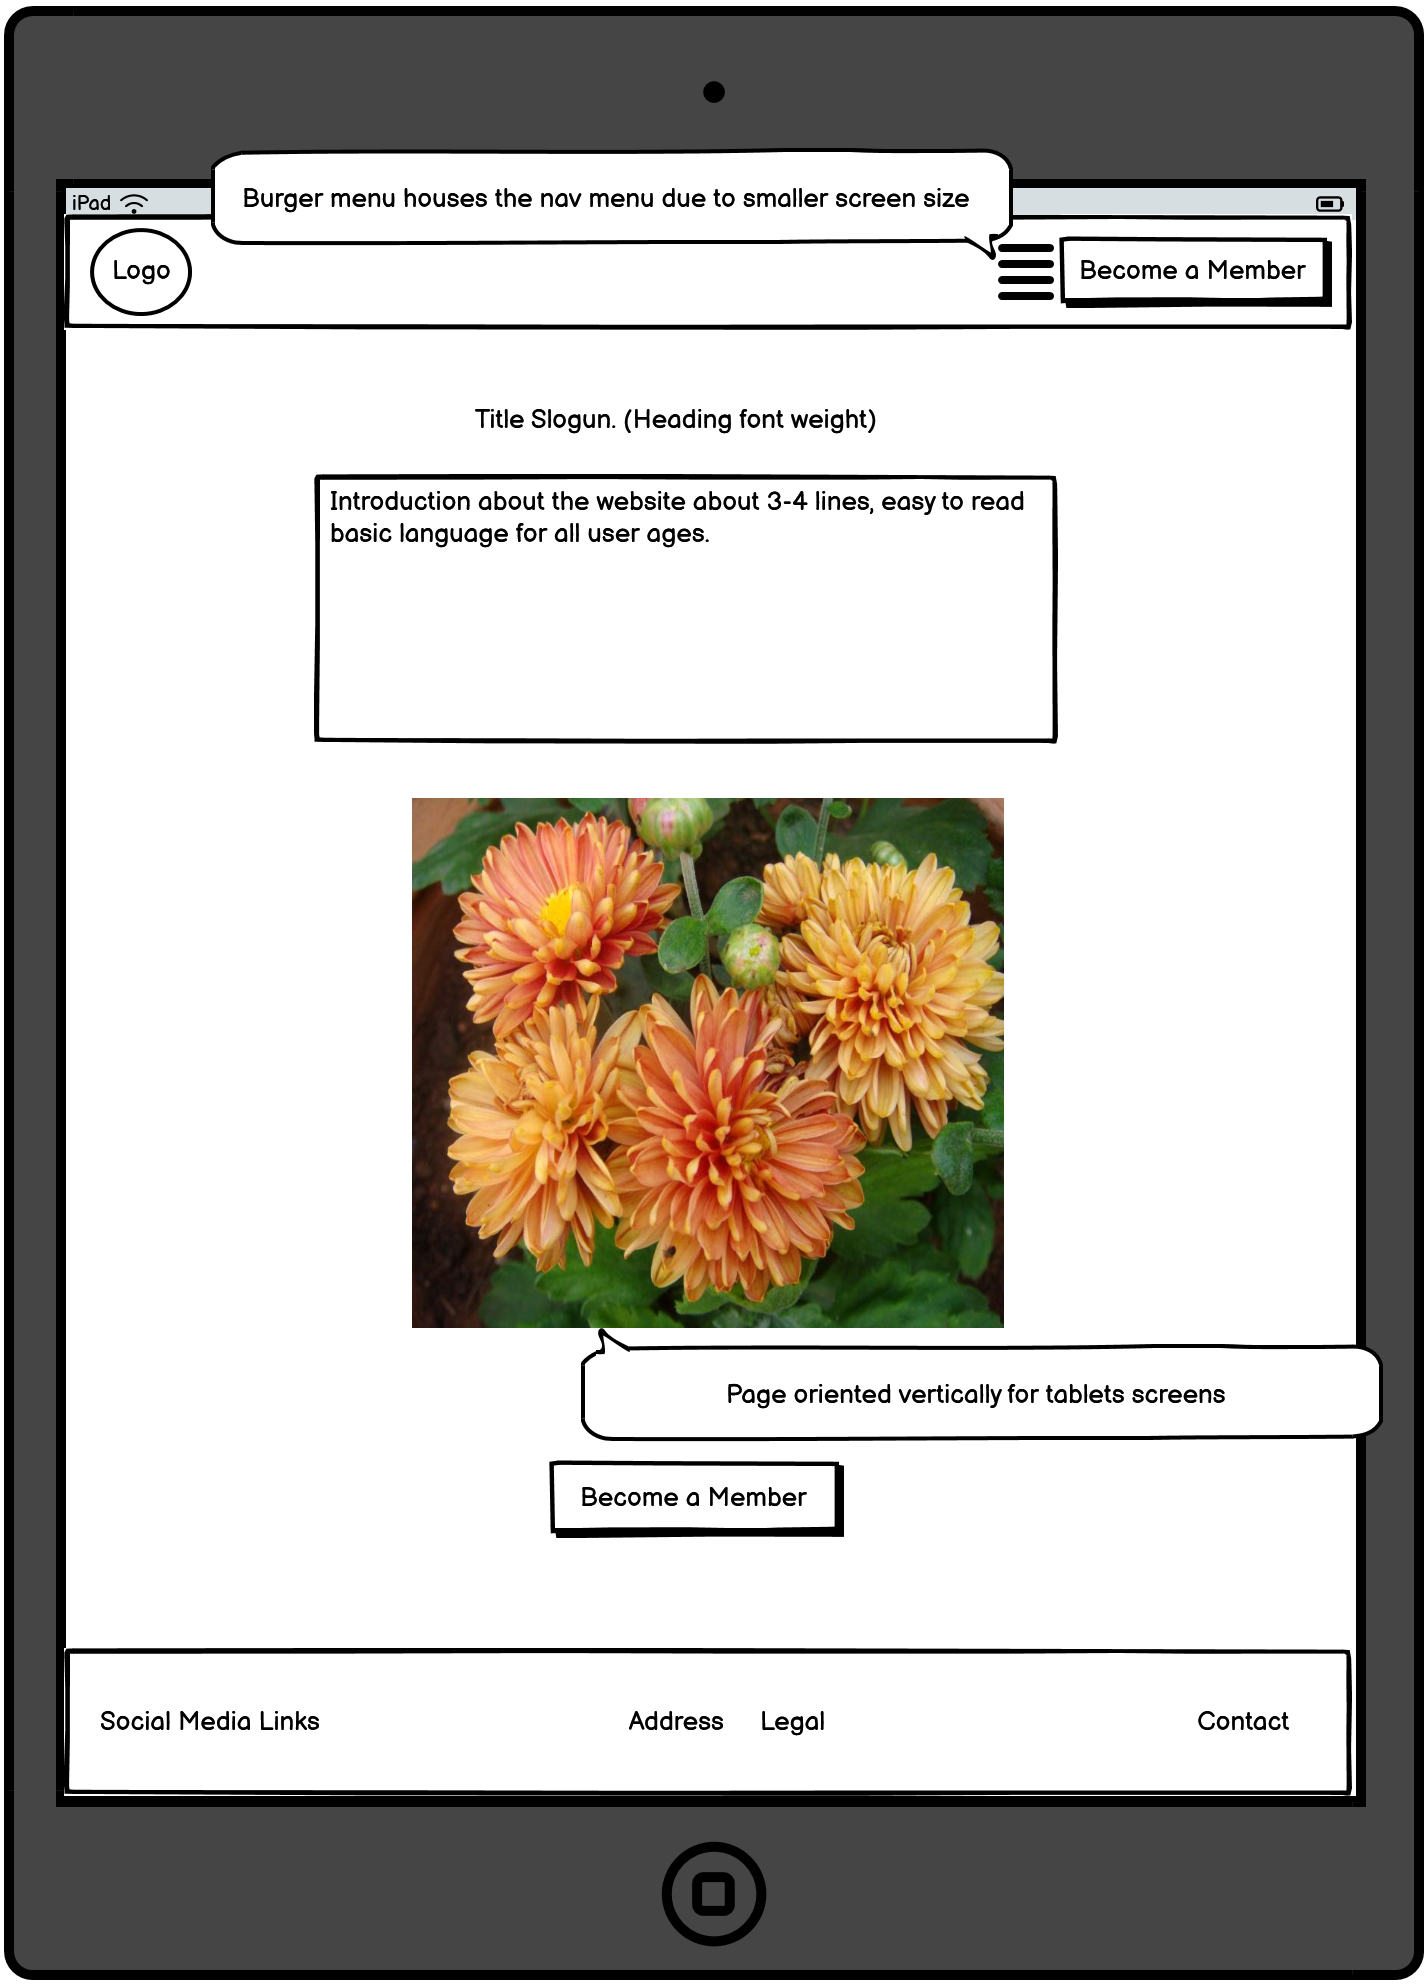 Burger menu houses the nav menu due to smaller screen size
iPad
Logo
Become a Member
Title Slogun. (Heading font weight)
Introduction about the website about 3-4 lines, easy to read
basic language for all user ages.
Page oriented vertically for tablets screens
Become a Member
Social Media Links
Address
Legal
Contact